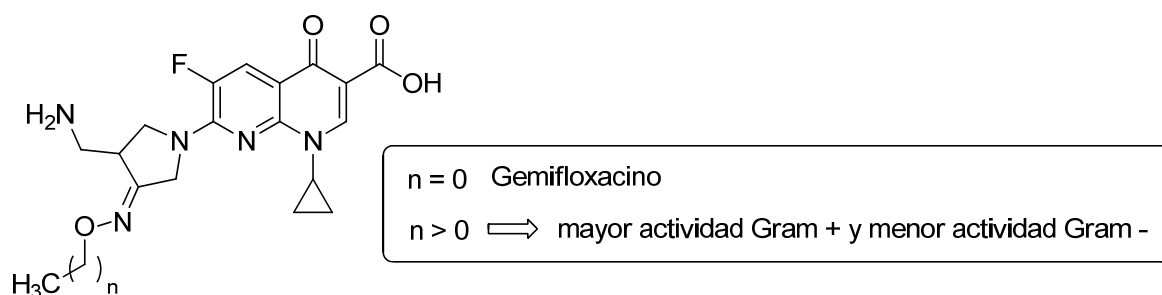 O O
F
OH
H₂N
N N N
O N
H₃C ( ) n
n = 0 Gemifloxacino
n > 0 ⟹ mayor actividad Gram + y menor actividad Gram -